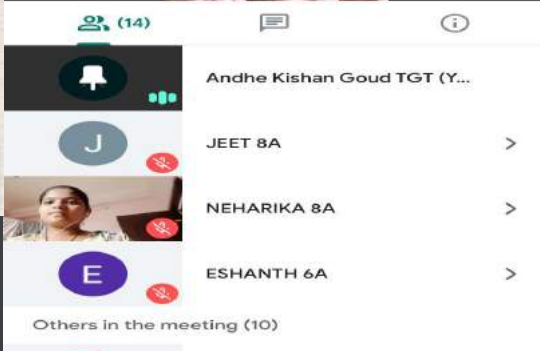 (14)
Andhe Kishan Goud TGT (Y...
J
JEET 8A
NEHARIKA 8A
E
ESHANTH 6A
Others in the meeting (10)